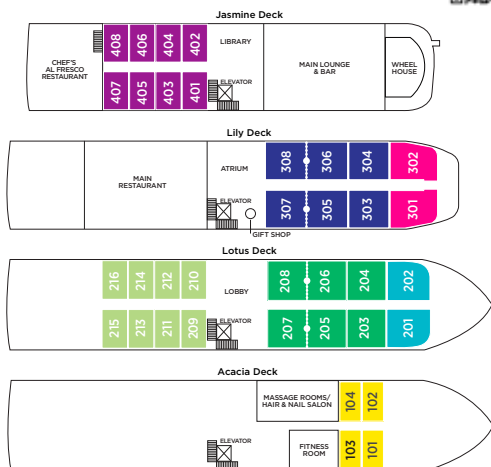 Jasmine Deck
408 406 404 402
LIBRARY
CHEF'S
AL FRESCO
RESTAURANT
MAIN LOUNGE
& BAR
WHEEL
HOUSE
ELEVATOR
407 405 403 401
Lily Deck
308 306 304 302
MAIN
RESTAURANT
ATRIUM
ELEVATOR
307 305 303 301
GIFT SHOP
Lotus Deck
216 214 212 210
LOBBY
208 206 204 202
ELEVATOR
215 213 211 209
207 205 203 201
Acacia Deck
MASSAGE ROOMS/
HAIR & NAIL SALON
104 102
ELEVATOR
FITNESS
ROOM
103 101